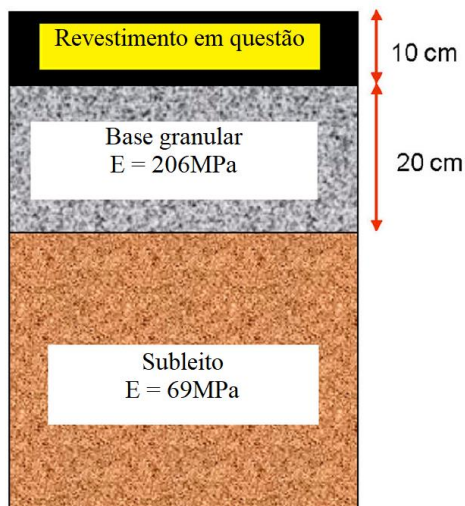 Revestimento em questão
10 cm
Base granular
E = 206MPa
20 cm
Subleito
E = 69MPa